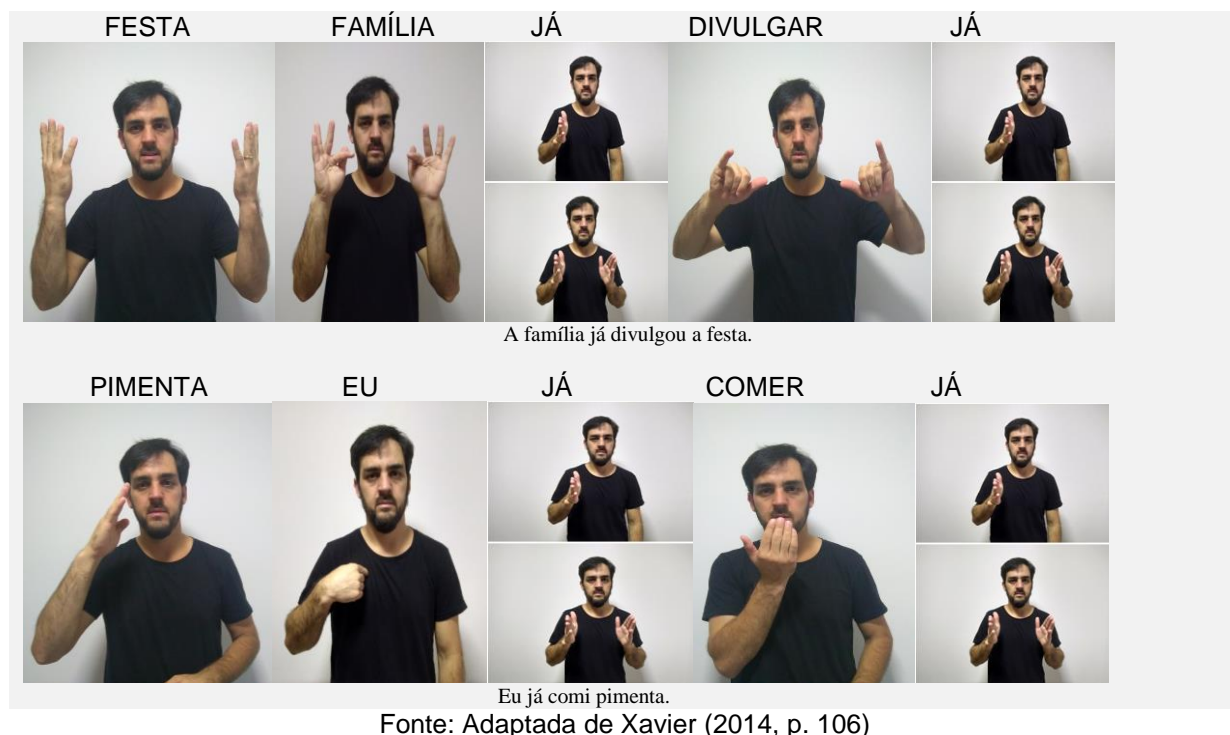 FESTA FAMÍLIA JÁ DIVULGAR JÁ
A família já divulgou a festa.
PIMENTA EU JÁ COMER JÁ
Eu já comi pimenta.
Fonte: Adaptada de Xavier (2014, p. 106)